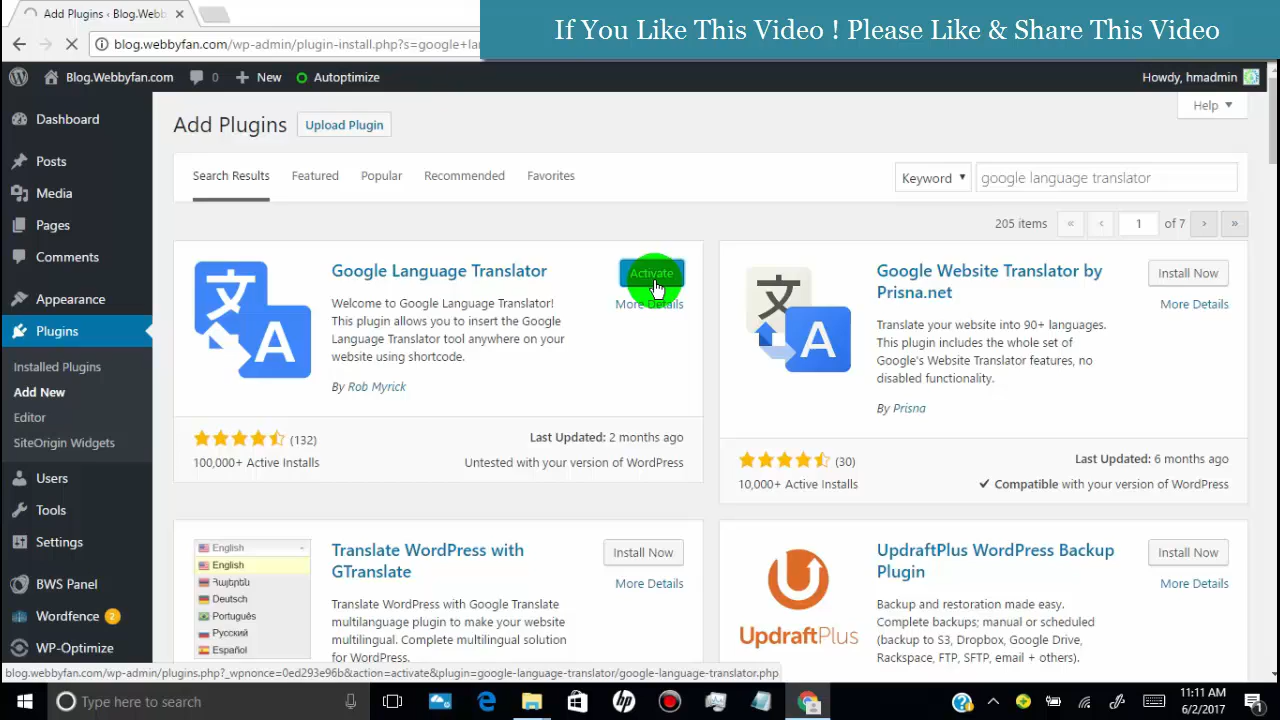 Add Plugins ‹ Blog.Webby
If You Like This Video ! Please Like & Share This Video
blog.webbyfan.com/wp-admin/plugin-install.php?s=google+la
Blog.Webbyfan.com 0 New Autoptimize Howdy, hmadmin
Help
Dashboard
Posts
Media
Pages
Comments
Appearance
Plugins
Installed Plugins
Add New
Editor
SiteOrigin Widgets
Users
Tools
Settings
BWS Panel
Wordfence 2
WP-Optimize
Add Plugins Upload Plugin
Search Results Featured Popular Recommended Favorites Keyword google language translator
205 items « ‹ 1 of 7 › »
文 A
Google Language Translator
Activate
More Details
Welcome to Google Language Translator!
This plugin allows you to insert the Google
Language Translator tool anywhere on your
website using shortcode.
By Rob Myrick
(132)
100,000+ Active Installs
Last Updated: 2 months ago
Untested with your version of WordPress
文 A
Google Website Translator by
Prisna.net
Install Now
More Details
Translate your website into 90+ languages.
This plugin includes the whole set of
Google's Website Translator features, no
disabled functionality.
By Prisna
(30)
10,000+ Active Installs
Last Updated: 6 months ago
Compatible with your version of WordPress
English
English
Հայերեն
Deutsch
Português
Русский
Español
Translate WordPress with
GTranslate
Install Now
More Details
Translate WordPress with Google Translate
multilanguage plugin to make your website
multilingual. Complete multilingual solution
for WordPress.
UpdraftPlus
UpdraftPlus WordPress Backup
Plugin
Install Now
More Details
Backup and restoration made easy.
Complete backups; manual or scheduled
(backup to S3, Dropbox, Google Drive,
Rackspace, FTP, SFTP, email + others).
blog.webbyfan.com/wp-admin/plugins.php?_wpnonce=0ed293e96b&action=activate&plugin=google-language-translator/google-language-translator.php
Type here to search
hp
11:11 AM
6/2/2017
1